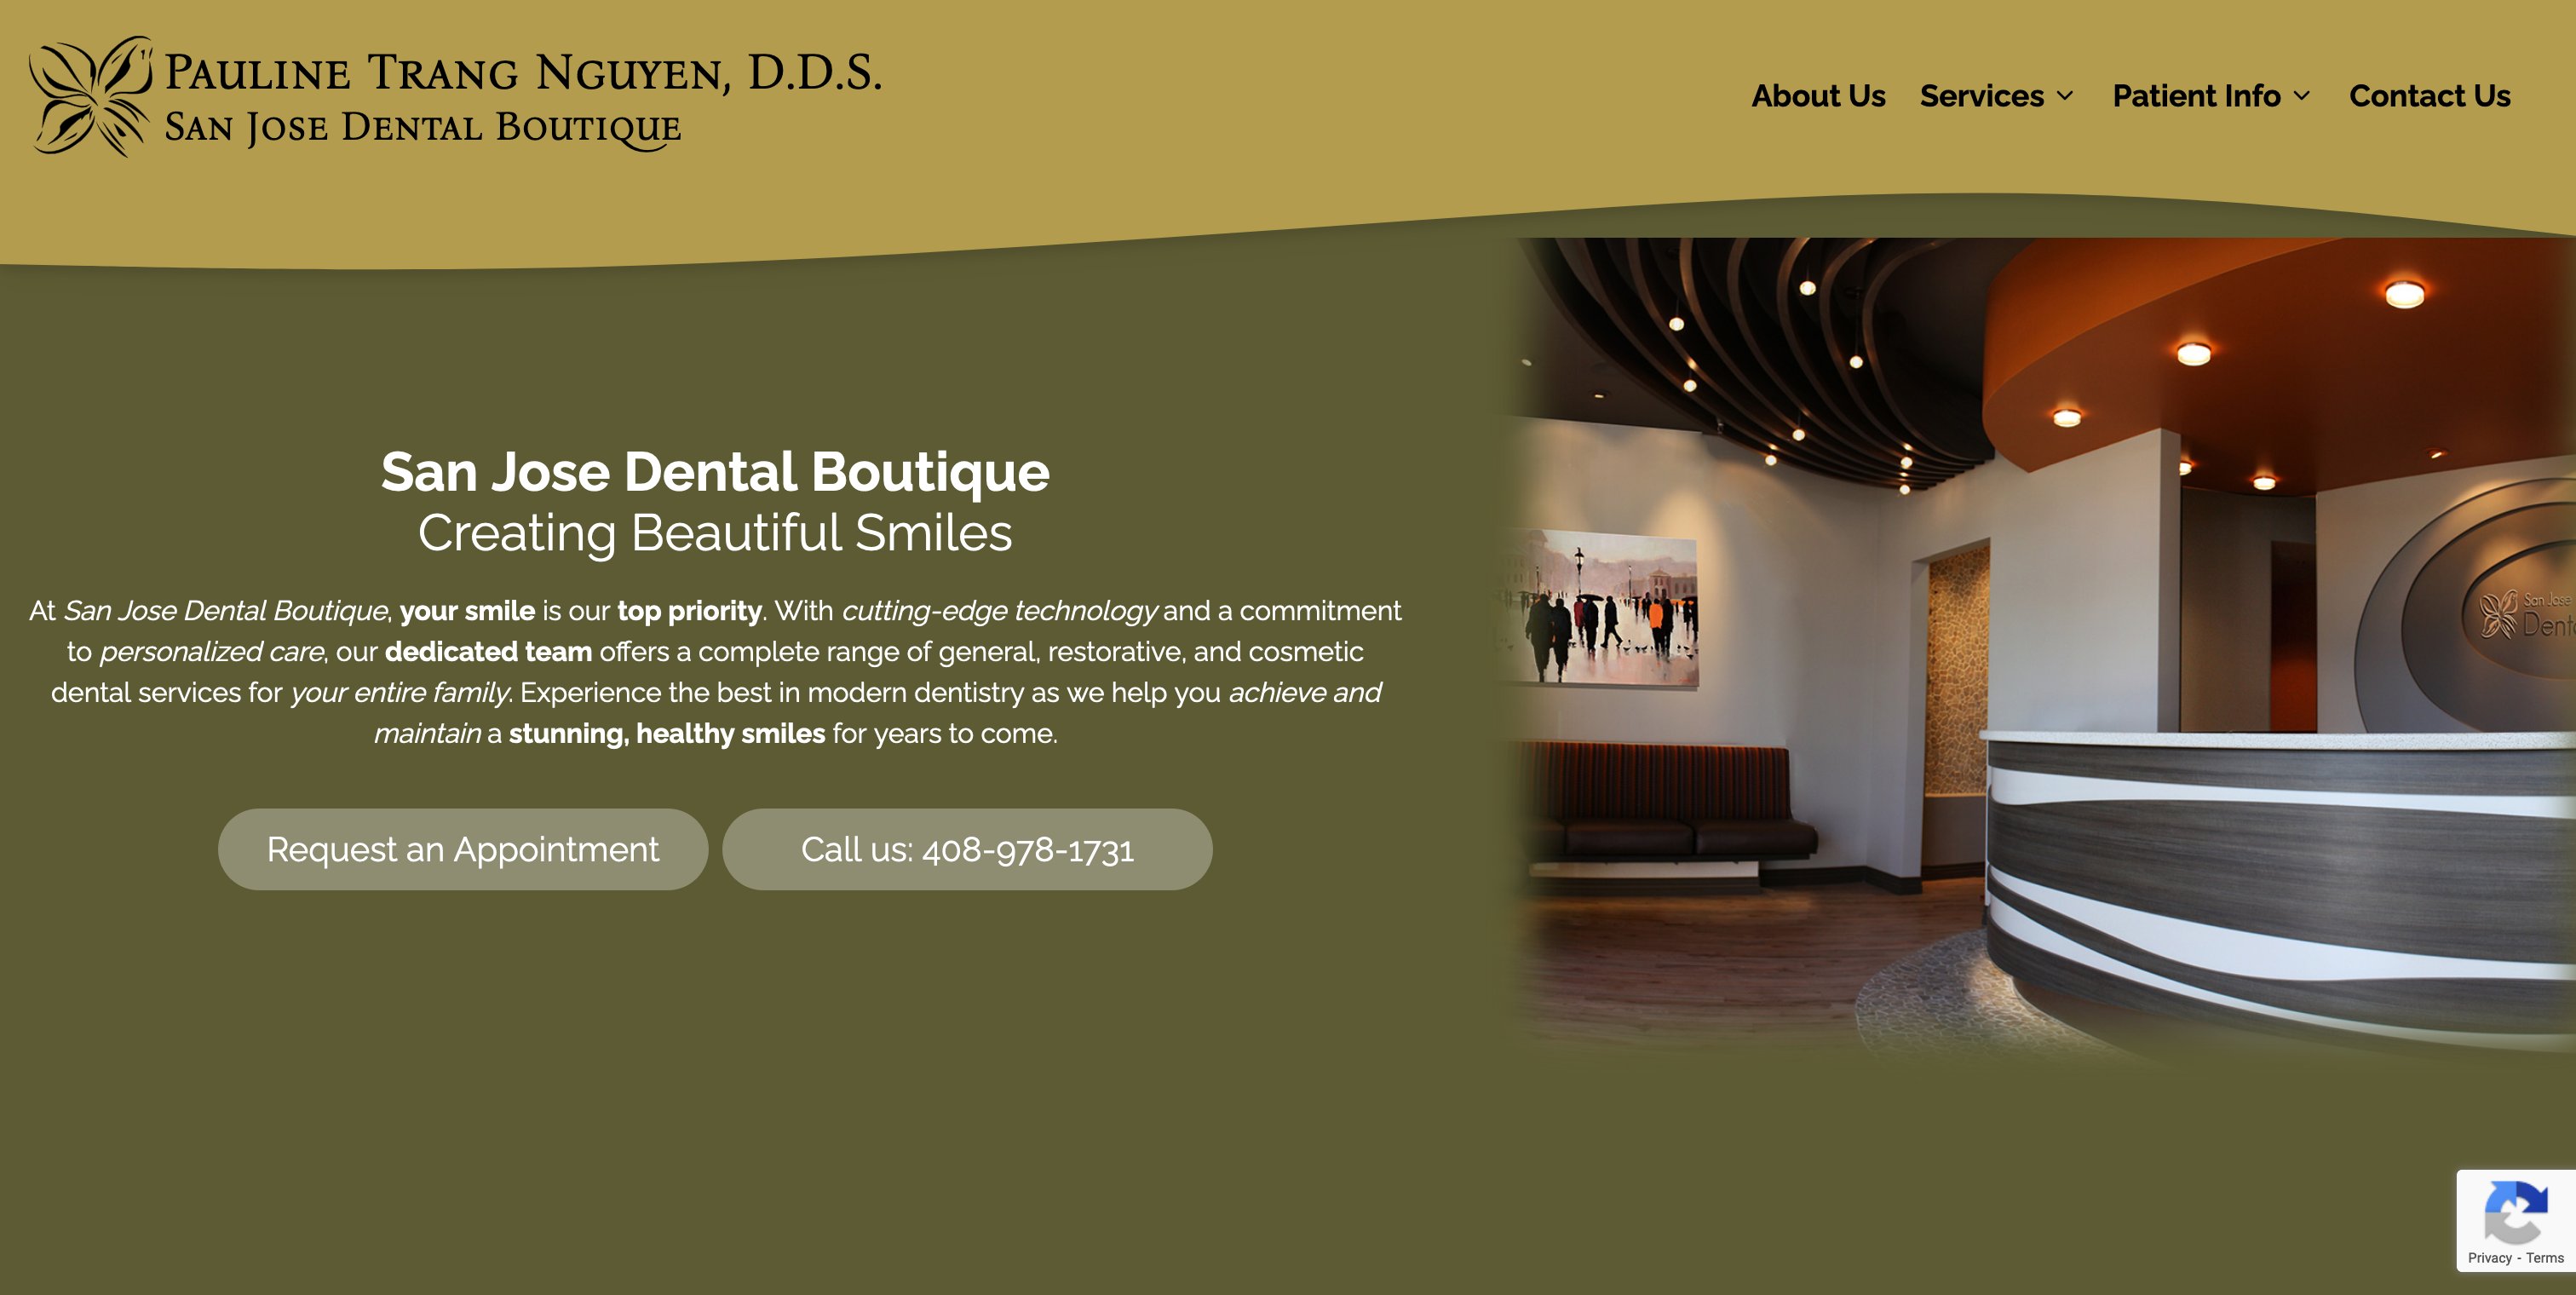 PAULINE TRANG NGUYEN, D.D.S.
SAN JOSE DENTAL BOUTIQUE
About Us Services Patient Info Contact Us
San Jose Dental Boutique
Creating Beautiful Smiles
At San Jose Dental Boutique, your smile is our top priority. With cutting-edge technology and a commitment
to personalized care, our dedicated team offers a complete range of general, restorative, and cosmetic
dental services for your entire family. Experience the best in modern dentistry as we help you achieve and
maintain a stunning, healthy smiles for years to come.
Request an Appointment Call us: 408-978-1731
San Jose
Privacy - Terms